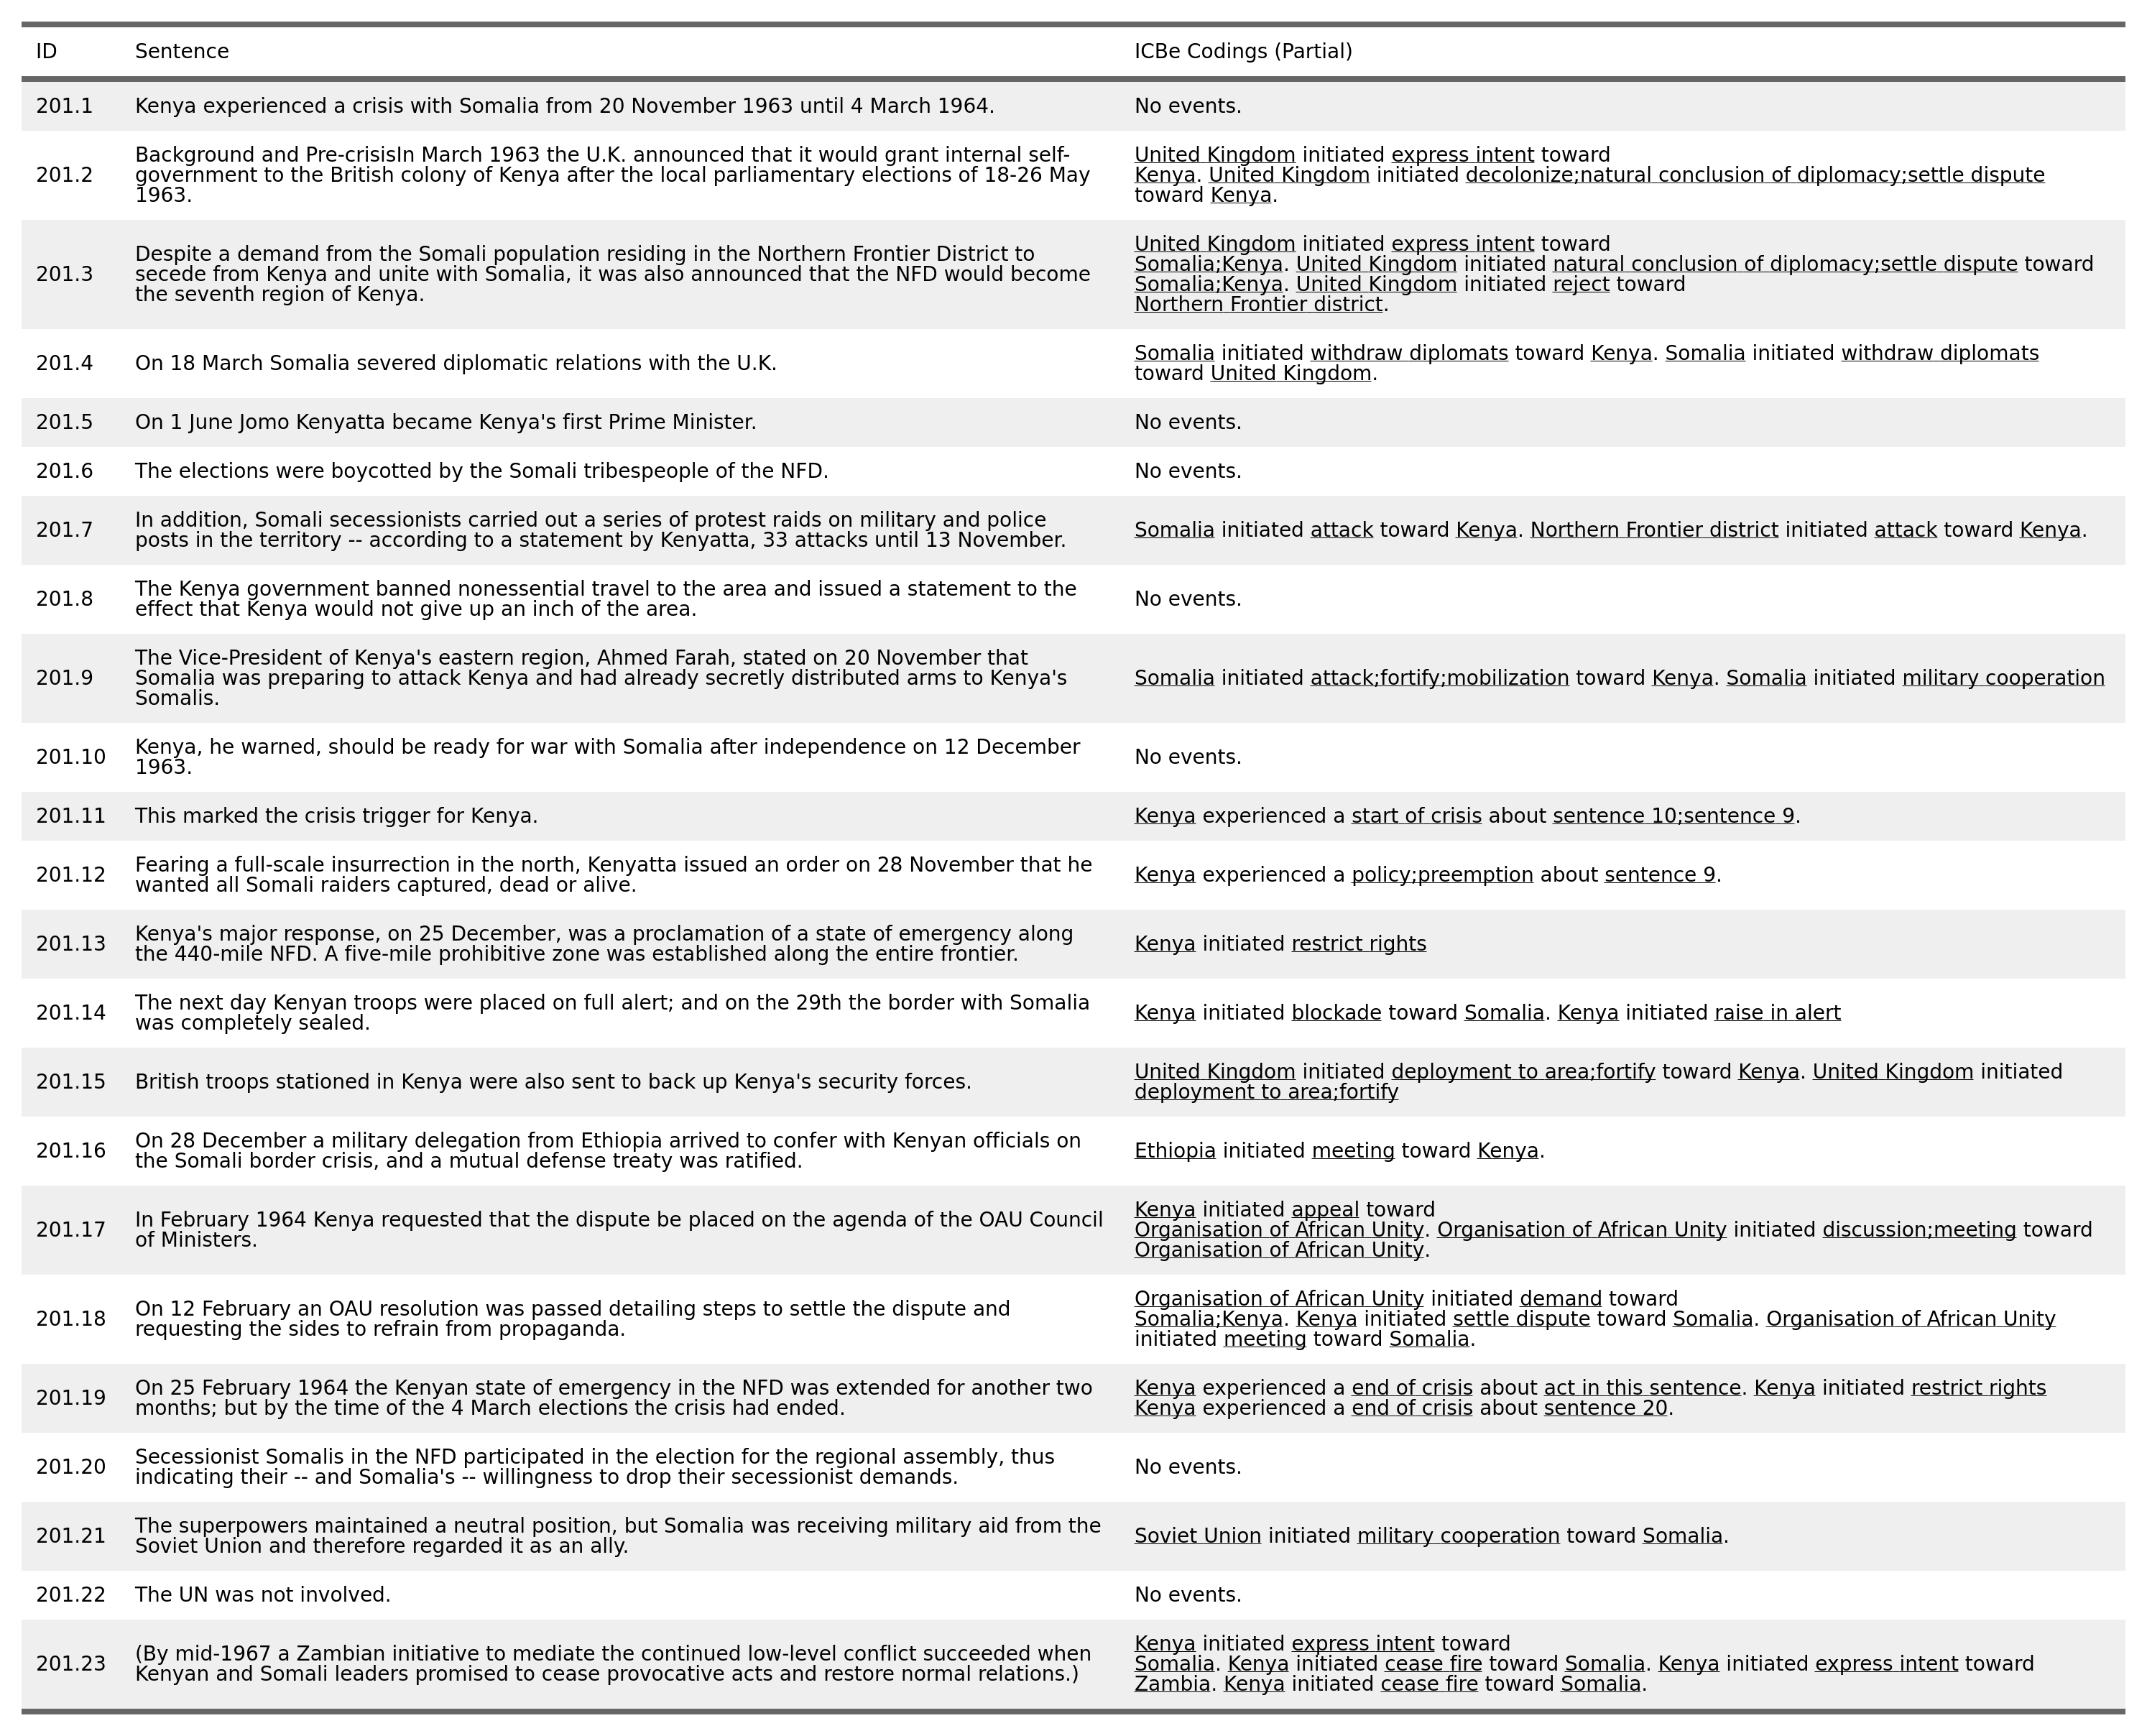 ID Sentence ICBe Codings (Partial)
201.1 Kenya experienced a crisis with Somalia from 20 November 1963 until 4 March 1964. No events.
201.2
Background and Pre-crisisIn March 1963 the U.K. announced that it would grant internal self-
government to the British colony of Kenya after the local parliamentary elections of 18-26 May
1963.
United Kingdom initiated express intent toward
Kenya. United Kingdom initiated decolonize;natural conclusion of diplomacy;settle dispute
toward Kenya.
201.3
Despite a demand from the Somali population residing in the Northern Frontier District to
secede from Kenya and unite with Somalia, it was also announced that the NFD would become
the seventh region of Kenya.
United Kingdom initiated express intent toward
Somalia;Kenya. United Kingdom initiated natural conclusion of diplomacy;settle dispute toward
Somalia;Kenya. United Kingdom initiated reject toward
Northern Frontier district.
201.4
On 18 March Somalia severed diplomatic relations with the U.K.
Somalia initiated withdraw diplomats toward Kenya. Somalia initiated withdraw diplomats
toward United Kingdom.
201.5 On 1 June Jomo Kenyatta became Kenya's first Prime Minister. No events.
201.6 The elections were boycotted by the Somali tribespeople of the NFD. No events.
201.7
In addition, Somali secessionists carried out a series of protest raids on military and police
posts in the territory -- according to a statement by Kenyatta, 33 attacks until 13 November.
Somalia initiated attack toward Kenya. Northern Frontier district initiated attack toward Kenya.
201.8
The Kenya government banned nonessential travel to the area and issued a statement to the
effect that Kenya would not give up an inch of the area.
No events.
201.9
The Vice-President of Kenya's eastern region, Ahmed Farah, stated on 20 November that
Somalia was preparing to attack Kenya and had already secretly distributed arms to Kenya's
Somalis.
Somalia initiated attack;fortify;mobilization toward Kenya. Somalia initiated military cooperation
201.10
Kenya, he warned, should be ready for war with Somalia after independence on 12 December
1963.
No events.
201.11 This marked the crisis trigger for Kenya. Kenya experienced a start of crisis about sentence 10;sentence 9.
201.12
Fearing a full-scale insurrection in the north, Kenyatta issued an order on 28 November that he
wanted all Somali raiders captured, dead or alive.
Kenya experienced a policy;preemption about sentence 9.
201.13
Kenya's major response, on 25 December, was a proclamation of a state of emergency along
the 440-mile NFD. A five-mile prohibitive zone was established along the entire frontier.
Kenya initiated restrict rights
201.14
The next day Kenyan troops were placed on full alert; and on the 29th the border with Somalia
was completely sealed.
Kenya initiated blockade toward Somalia. Kenya initiated raise in alert
201.15
British troops stationed in Kenya were also sent to back up Kenya's security forces.
United Kingdom initiated deployment to area;fortify toward Kenya. United Kingdom initiated
deployment to area;fortify
201.16
On 28 December a military delegation from Ethiopia arrived to confer with Kenyan officials on
the Somali border crisis, and a mutual defense treaty was ratified.
Ethiopia initiated meeting toward Kenya.
201.17
In February 1964 Kenya requested that the dispute be placed on the agenda of the OAU Council
of Ministers.
Kenya initiated appeal toward
Organisation of African Unity. Organisation of African Unity initiated discussion;meeting toward
Organisation of African Unity.
201.18
On 12 February an OAU resolution was passed detailing steps to settle the dispute and
requesting the sides to refrain from propaganda.
Organisation of African Unity initiated demand toward
Somalia;Kenya. Kenya initiated settle dispute toward Somalia. Organisation of African Unity
initiated meeting toward Somalia.
201.19
On 25 February 1964 the Kenyan state of emergency in the NFD was extended for another two
months; but by the time of the 4 March elections the crisis had ended.
Kenya experienced a end of crisis about act in this sentence. Kenya initiated restrict rights
Kenya experienced a end of crisis about sentence 20.
201.20
Secessionist Somalis in the NFD participated in the election for the regional assembly, thus
indicating their -- and Somalia's -- willingness to drop their secessionist demands.
No events.
201.21
The superpowers maintained a neutral position, but Somalia was receiving military aid from the
Soviet Union and therefore regarded it as an ally.
Soviet Union initiated military cooperation toward Somalia.
201.22 The UN was not involved. No events.
201.23
(By mid-1967 a Zambian initiative to mediate the continued low-level conflict succeeded when
Kenyan and Somali leaders promised to cease provocative acts and restore normal relations.)
Kenya initiated express intent toward
Somalia. Kenya initiated cease fire toward Somalia. Kenya initiated express intent toward
Zambia. Kenya initiated cease fire toward Somalia.